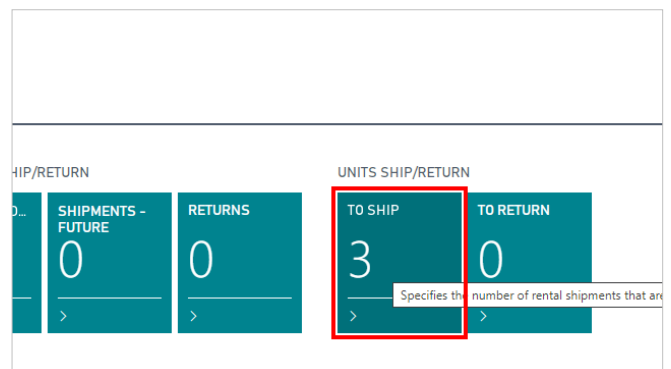 HIP/RETURN
UNITS SHIP/RETURN
SHIPMENTS -
FUTURE
0
RETURNS
0
TO SHIP
3
TO RETURN
0
Specifies the number of rental shipments that are